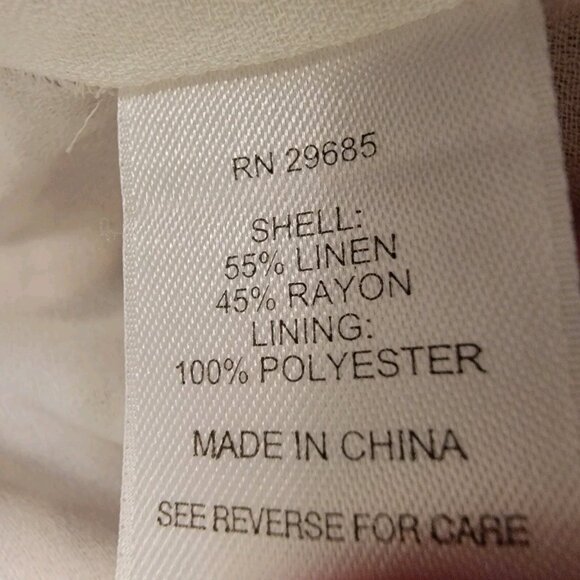 RN 29685
SHELL:
55% LINEN
45% RAYON
LINING:
100% POLYESTER
MADE IN CHINA
SEE REVERSE FOR CARE